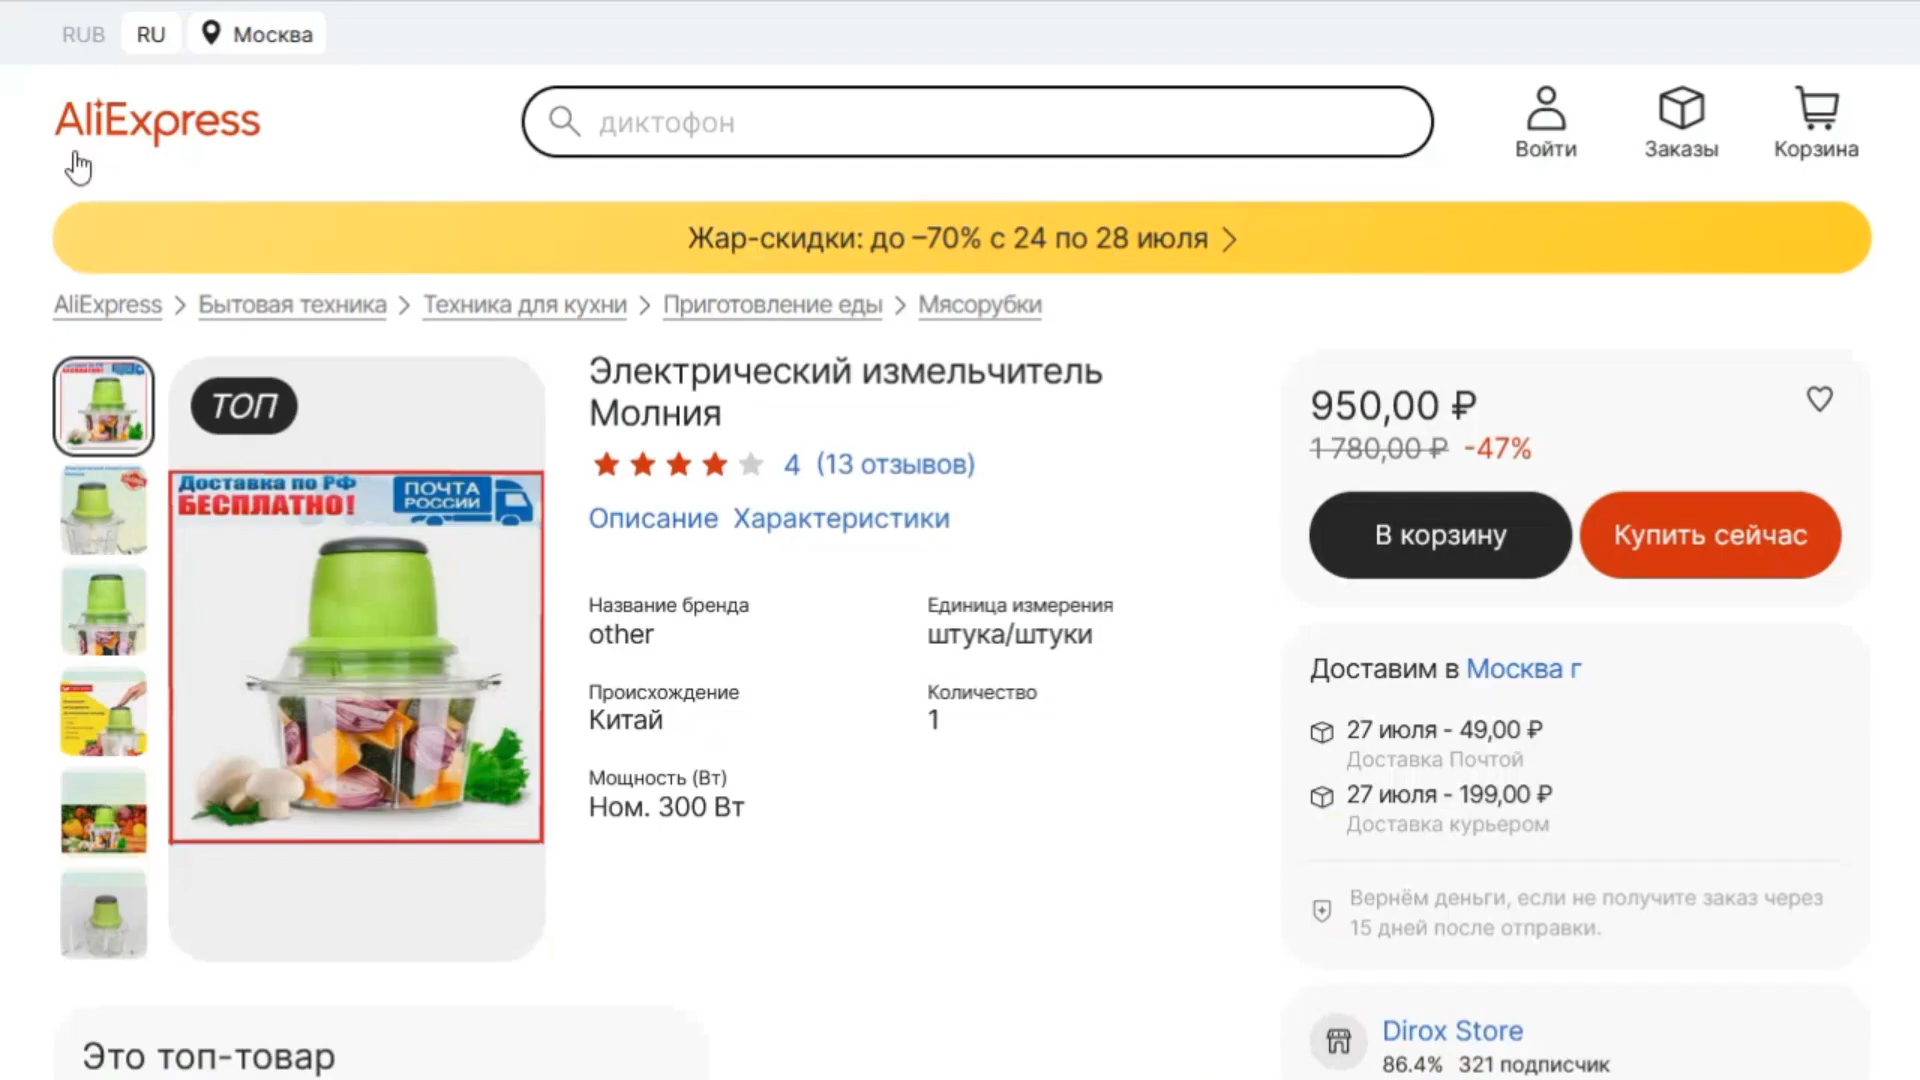 RUB RU Москва
AliExpress
диктофон
Войти
Заказы
Корзина
Жар-скидки: до –70% с 24 по 28 июля
AliExpress > Бытовая техника > Техника для кухни > Приготовление еды > Мясорубки
ТОП
Доставка по РФ
БЕСПЛАТНО!
ПОЧТА
РОССИИ
Электрический измельчитель
Молния
4 (13 отзывов)
Описание Характеристики
Название бренда
other
Единица измерения
штука/штуки
Происхождение
Китай
Количество
1
Мощность (Вт)
Ном. 300 Вт
950,00 ₽
1 780,00 ₽ -47%
В корзину
Купить сейчас
Доставим в Москва г
27 июля - 49,00 ₽
Доставка Почтой
27 июля - 199,00 ₽
Доставка курьером
Вернём деньги, если не получите заказ через
15 дней после отправки.
Dirox Store
86.4% 321 подписчик
Это топ-товар